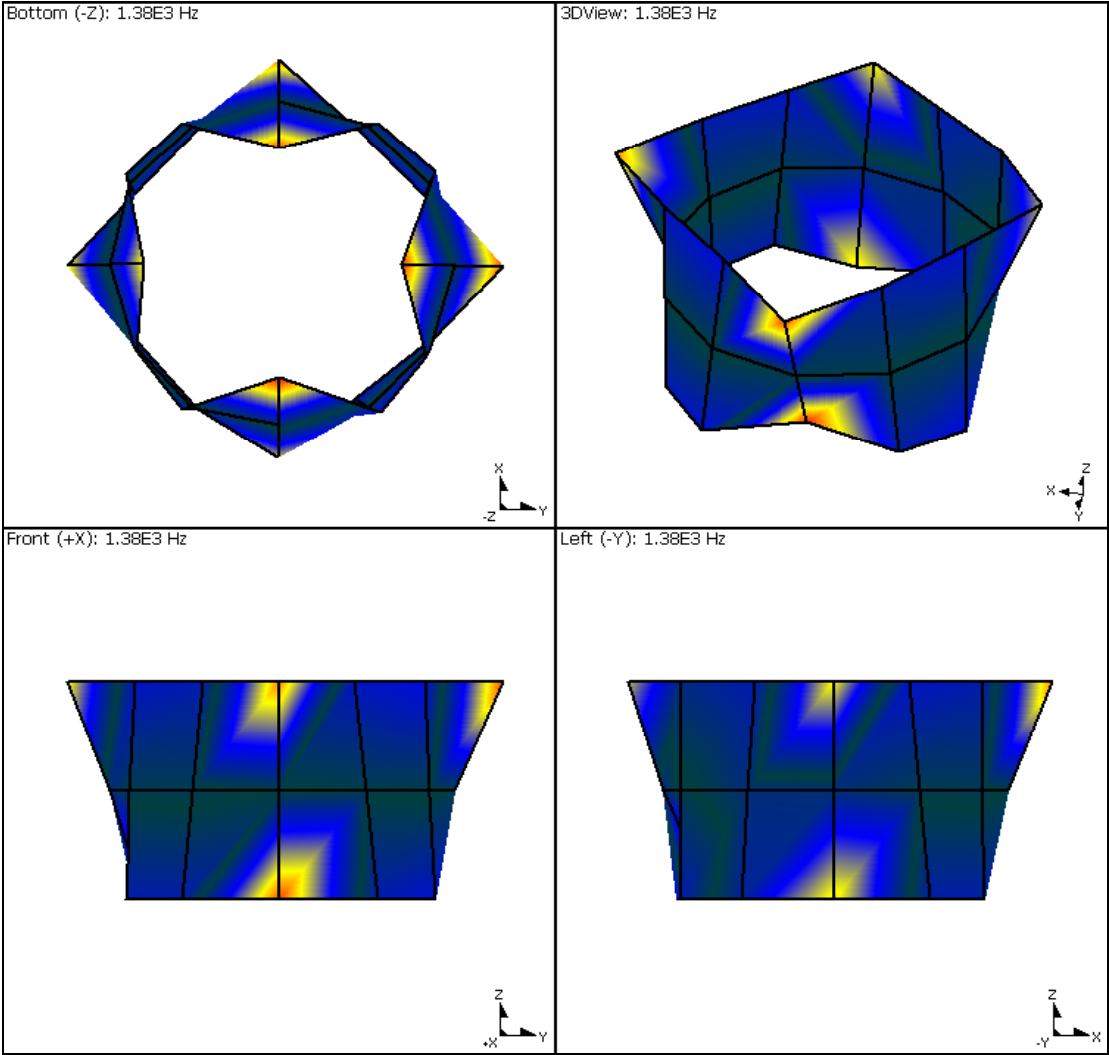 Bottom (-Z): 1.38E3 Hz
3DView: 1.38E3 Hz
X
-Z
Y
Z
X
Y
Front (+X): 1.38E3 Hz
Left (-Y): 1.38E3 Hz
Z
+X
Y
Z
-Y
X